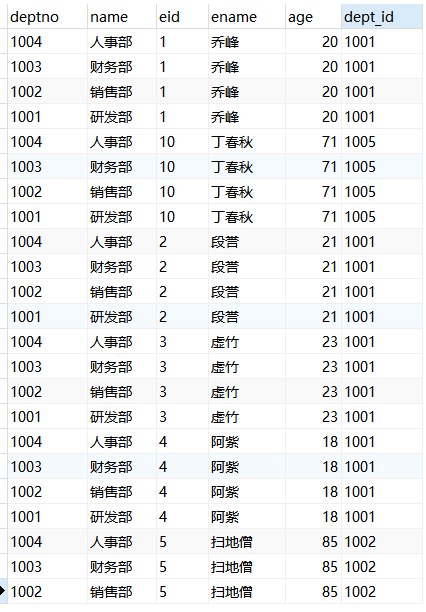 deptno name eid ename age dept_id
1004 人事部 1 乔峰 20 1001
1003 财务部 1 乔峰 20 1001
1002 销售部 1 乔峰 20 1001
1001 研发部 1 乔峰 20 1001
1004 人事部 10 丁春秋 71 1005
1003 财务部 10 丁春秋 71 1005
1002 销售部 10 丁春秋 71 1005
1001 研发部 10 丁春秋 71 1005
1004 人事部 2 段誉 21 1001
1003 财务部 2 段誉 21 1001
1002 销售部 2 段誉 21 1001
1001 研发部 2 段誉 21 1001
1004 人事部 3 虚竹 23 1001
1003 财务部 3 虚竹 23 1001
1002 销售部 3 虚竹 23 1001
1001 研发部 3 虚竹 23 1001
1004 人事部 4 阿紫 18 1001
1003 财务部 4 阿紫 18 1001
1002 销售部 4 阿紫 18 1001
1001 研发部 4 阿紫 18 1001
1004 人事部 5 扫地僧 85 1002
1003 财务部 5 扫地僧 85 1002
1002 销售部 5 扫地僧 85 1002